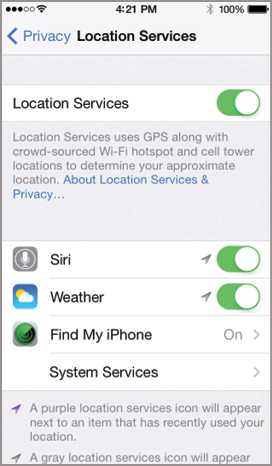 4:21 PM 100%
Privacy Location Services
Location Services
Location Services uses GPS along with
crowd-sourced Wi-Fi hotspot and cell tower
locations to determine your approximate
location. About Location Services &
Privacy...
Siri
Weather
Find My iPhone On
System Services
A purple location services icon will appear
next to an item that has recently used your
location.
A gray location services icon will appear